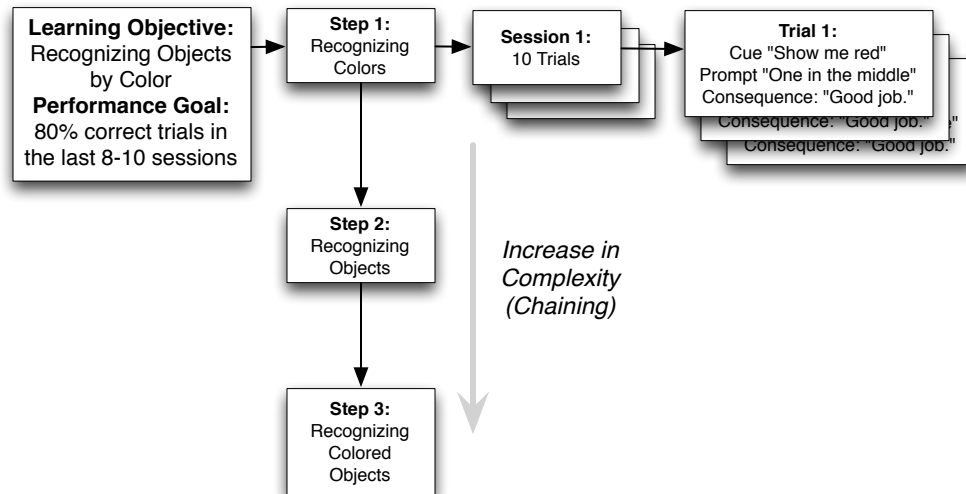 Learning Objective:
Recognizing Objects
by Color
Performance Goal:
80% correct trials in
the last 8-10 sessions
Step 1:
Recognizing
Colors
Session 1:
10 Trials
Trial 1:
Cue "Show me red"
Prompt "One in the middle"
Consequence: "Good job."
Consequence: "Good job."
Consequence: "Good job."
Step 2:
Recognizing
Objects
Increase in
Complexity
(Chaining)
Step 3:
Recognizing
Colored
Objects